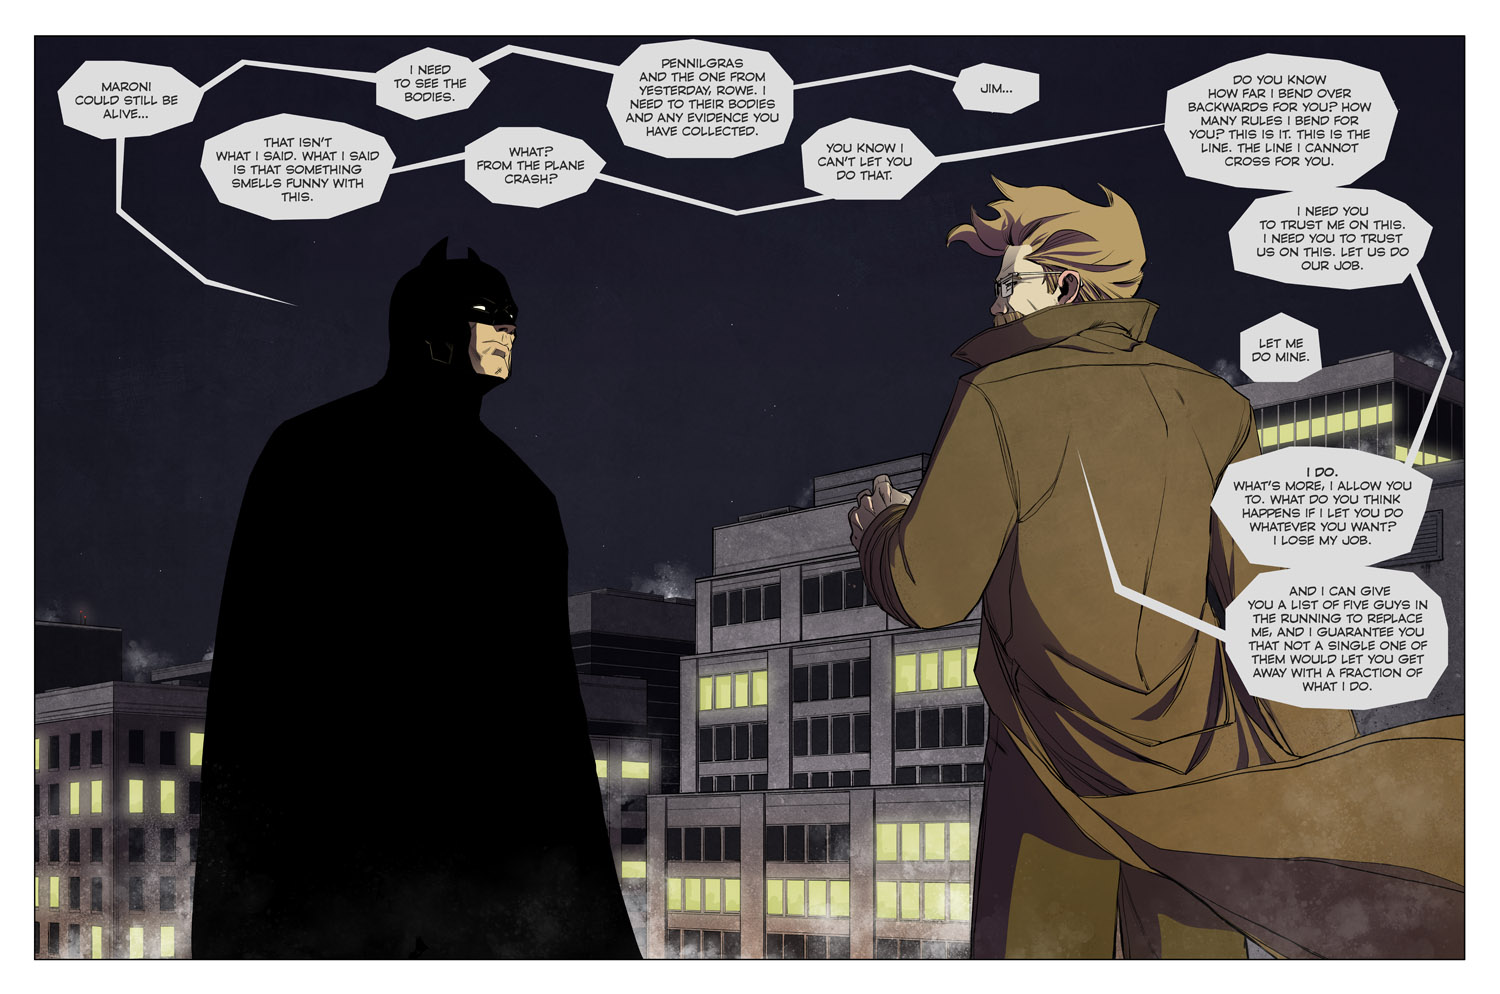 MARONI
COULD STILL BE
ALIVE...
THAT ISN'T
WHAT I SAID. WHAT I SAID
IS THAT SOMETHING
SMELLS FUNNY WITH
THIS.
I NEED
TO SEE THE
BODIES.
WHAT?
FROM THE PLANE
CRASH?
PENNILGRAS
AND THE ONE FROM
YESTERDAY, ROWE. I
NEED TO THEIR BODIES
AND ANY EVIDENCE YOU
HAVE COLLECTED.
YOU KNOW I
CAN'T LET YOU
DO THAT.
JIM...
DO YOU KNOW
HOW FAR I BEND OVER
BACKWARDS FOR YOU? HOW
MANY RULES I BEND FOR
YOU? THIS IS IT. THIS IS THE
LINE. THE LINE I CANNOT
CROSS FOR YOU.
I NEED YOU
TO TRUST ME ON THIS.
I NEED YOU TO TRUST
US ON THIS. LET US DO
OUR JOB.
LET ME
DO MINE.
I DO.
WHAT'S MORE, I ALLOW YOU
TO. WHAT DO YOU THINK
HAPPENS IF I LET YOU DO
WHATEVER YOU WANT?
I LOSE MY JOB.
AND I CAN GIVE
YOU A LIST OF FIVE GUYS IN
THE RUNNING TO REPLACE
ME, AND I GUARANTEE YOU
THAT NOT A SINGLE ONE OF
THEM WOULD LET YOU GET
AWAY WITH A FRACTION OF
WHAT I DO.